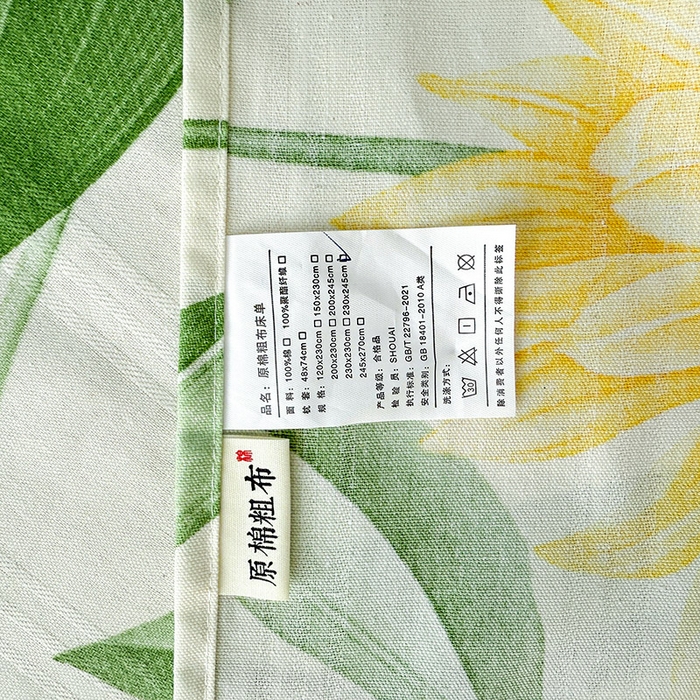 品名：原棉粗布床单
面 料：100%棉□ 100%聚酯纤维□
枕 套：48x74cm□
规 格：120x230cm□ 150x230cm□
200x230cm□ 200x245cm□
230x230cm□ 230x245cm□
245x270cm□
产品等级：合格品
检 验 员：SHOUAI
执行标准：GB/T 22796-2021
安全类别：GB 18401-2010 A类
洗涤方式：
30
除消费者以外任何人不得撕除此标签
原棉粗布